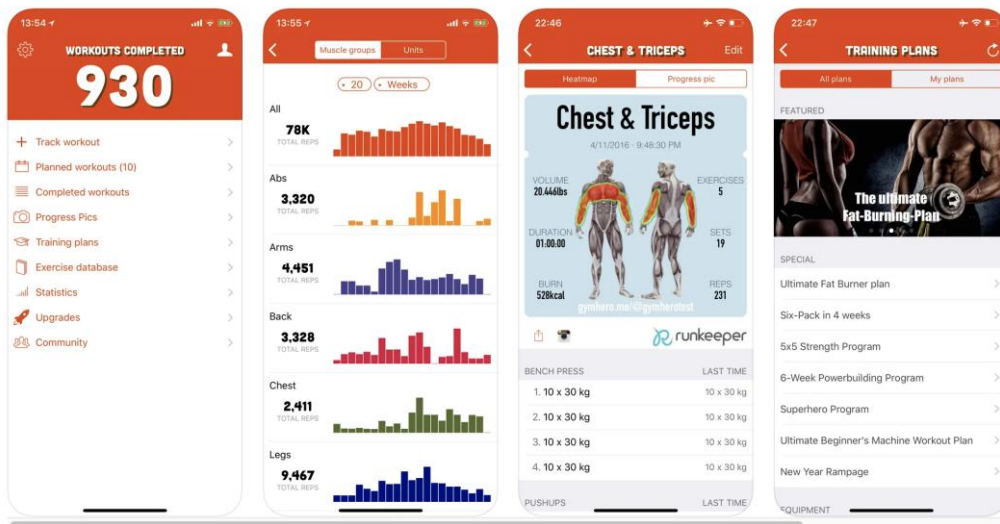 13:54
WORKOUTS COMPLETED
930
Track workout
Planned workouts (10)
Completed workouts
Progress Pics
Training plans
Exercise database
Statistics
Upgrades
Community
13:55
Muscle groups Units
20 Weeks
All
78K
TOTAL REPS
Abs
3,320
TOTAL REPS
Arms
4,451
TOTAL REPS
Back
3,328
TOTAL REPS
Chest
2,411
TOTAL REPS
Legs
9,467
TOTAL REPS
22:46
CHEST & TRICEPS Edit
Heatmap Progress pic
Chest & Triceps
4/11/2016 - 9:48:30 PM
VOLUME EXERCISES
20.446lbs 5
DURATION SETS
01:00:00 19
BURN REPS
528kcal 231
gymhero.me/@gymherotest
runkeeper
BENCH PRESS LAST TIME
1. 10 x 30 kg 10 x 30 kg
2. 10 x 30 kg 10 x 30 kg
3. 10 x 30 kg 10 x 30 kg
4. 10 x 30 kg 10 x 30 kg
PUSHUPS LAST TIME
22:47
TRAINING PLANS
All plans My plans
FEATURED
The ultimate
Fat-Burning-Plan
SPECIAL
Ultimate Fat Burner plan
Six-Pack in 4 weeks
5x5 Strength Program
6-Week Powerbuilding Program
Superhero Program
Ultimate Beginner's Machine Workout Plan
New Year Rampage
EQUIPMENT